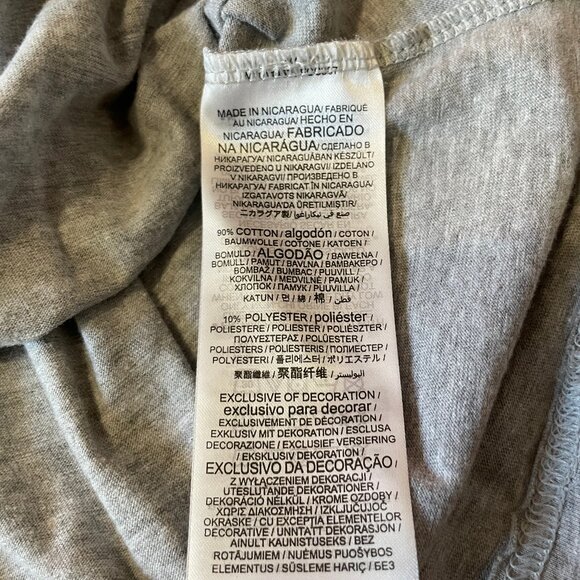 MADE IN NICARAGUA/ FABRIQUÉ
AU NICARAGUA/ HECHO EN
NICARAGUA/ FABRICADO
NA NICARÁGUA/ СДЕЛАНО В
НИКАРАГУА/ NICARAGUÁBAN KÉSZÜLT/
PROIZVEDENO U NIKARAGVI/ IZDELANO
V NIKARAGVI/ ПРОИЗВЕДЕНО В
НИКАРАГУА/ FABRICAT ÎN NICARAGUA/
IZGATAVOTS NIKARAGVĀ/
NIKARAGUA'DA ÜRETILMIŞTIR/
ニカラグア製/ صنع في نيكاراغوا/
90% COTTON / algodón / COTON /
BAUMWOLLE / COTONE / KATOEN /
BOMULD / ALGODÃO / BAWEŁNA /
BOMULL / PAMUT / BAVLNA / ΒΑΜΒΑΚΕΡΟ /
BOMBAŽ / BUMBAC / PUUVILL /
KOKVILNA / MEDVILNĖ / PAMUK /
ХЛОПОК / ПАМУК / PUUVILLA /
KATUN / 면 / 綿 / 棉 / قطن /
10% POLYESTER / poliéster /
POLIESTERE / POLIESTER / POLIÉSZTER /
ΠΟΛΥΕΣΤΕΡΑΣ / POLÜESTER /
POLIESTERS / POLIESTERIS / ПОЛИЕСТЕР /
POLYESTERI / 폴리에스터 / ポリエステル /
聚酯纖維 / 聚酯纤维 / البوليستر /
EXCLUSIVE OF DECORATION /
exclusivo para decorar /
EXCLUSIVEMENT DE DÉCORATION /
EXKLUSIV MIT DEKORATION / ESCLUSA
DECORAZIONE / EXCLUSIEF VERSIERING
/ EKSKLUSIV DEKORATION /
EXCLUSIVO DA DECORAÇÃO /
Z WYŁĄCZENIEM DEKORACJI /
UTESLUTANDE DEKORATIONER /
DEKORÁCIÓ NÉLKÜL / KROME OZDOBY /
ΧΩΡΙΣ ΔΙΑΚΟΣΜΗΣΗ / IZKLJUČUJOČ
OKRASKE / CU EXCEPȚIA ELEMENTELOR
DECORATIVE / UNNTATT DEKORASJON /
AINULT KAUNISTUSEKS / BEZ
ROTĀJUMIEM / NUĖMUS PUOŠYBOS
ELEMENTUS / SÜSLEME HARIÇ / БЕЗ